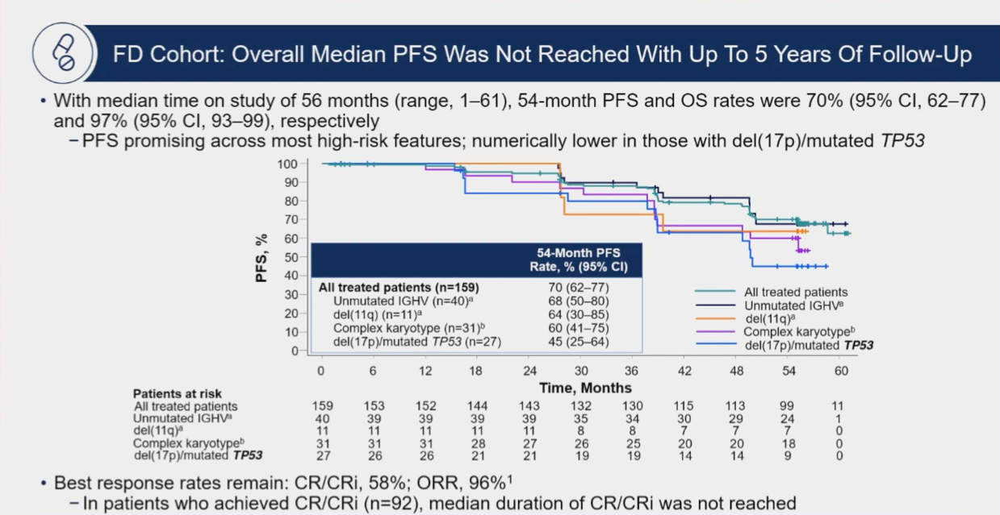 FD Cohort: Overall Median PFS Was Not Reached With Up To 5 Years Of Follow-Up
• With median time on study of 56 months (range, 1–61), 54-month PFS and OS rates were 70% (95% CI, 62–77)
and 97% (95% CI, 93–99), respectively
– PFS promising across most high-risk features; numerically lower in those with del(17p)/mutated TP53
100
90
80
70
60
50
40
30
20
10
0
PFS, %
54-Month PFS
Rate, % (95% CI)
All treated patients (n=159) 70 (62–77)
Unmutated IGHV (n=40)ᵃ 68 (50–80)
del(11q) (n=11)ᵃ 64 (30–85)
Complex karyotype (n=31)ᵇ 60 (41–75)
del(17p)/mutated TP53 (n=27) 45 (25–64)
All treated patients
Unmutated IGHVᵃ
del(11q)ᵃ
Complex karyotypeᵇ
del(17p)/mutated TP53
0 6 12 18 24 30 36 42 48 54 60
Time, Months
Patients at risk
All treated patients 159 153 152 144 143 132 130 115 113 99 11
Unmutated IGHVᵃ 40 39 39 39 39 35 34 30 29 24 1
del(11q)ᵃ 11 11 11 11 11 8 8 7 7 7 0
Complex karyotypeᵇ 31 31 31 28 27 26 25 20 20 18 0
del(17p)/mutated TP53 27 26 26 21 21 19 19 14 14 9 0
• Best response rates remain: CR/CRi, 58%; ORR, 96%¹
– In patients who achieved CR/CRi (n=92), median duration of CR/CRi was not reached